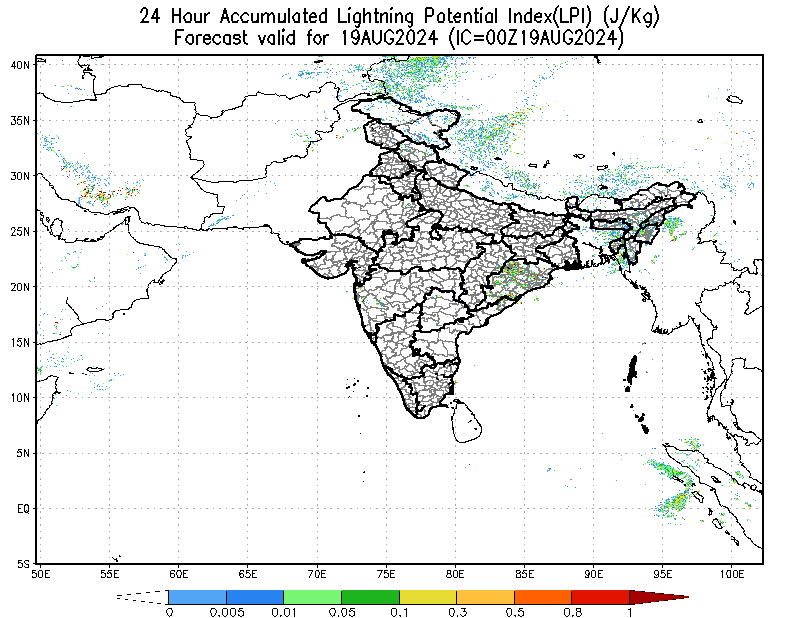 24 Hour Accumulated Lightning Potential Index(LPI) (J/Kg)
Forecast valid for 19AUG2024 (IC=00Z19AUG2024)
40N
35N
30N
25N
20N
15N
10N
5N
EQ
5S
50E 55E 60E 65E 70E 75E 80E 85E 90E 95E 100E
0 0.005 0.01 0.05 0.1 0.3 0.5 0.8 1